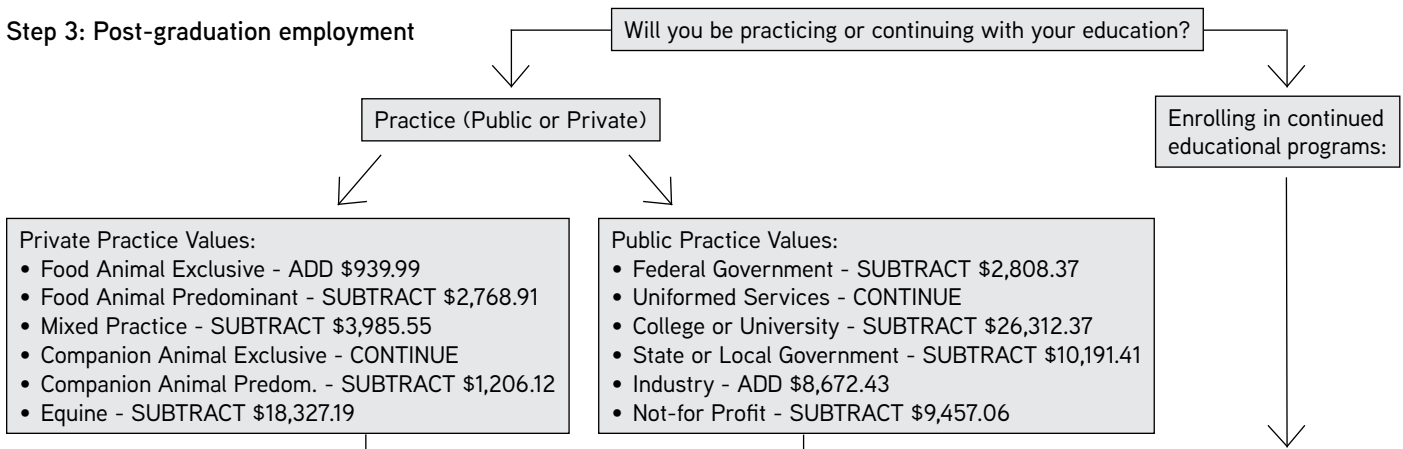 Step 3: Post-graduation employment
Will you be practicing or continuing with your education?
Practice (Public or Private)
Enrolling in continued
educational programs:
Private Practice Values:
• Food Animal Exclusive - ADD $939.99
• Food Animal Predominant - SUBTRACT $2,768.91
• Mixed Practice - SUBTRACT $3,985.55
• Companion Animal Exclusive - CONTINUE
• Companion Animal Predom. - SUBTRACT $1,206.12
• Equine - SUBTRACT $18,327.19
Public Practice Values:
• Federal Government - SUBTRACT $2,808.37
• Uniformed Services - CONTINUE
• College or University - SUBTRACT $26,312.37
• State or Local Government - SUBTRACT $10,191.41
• Industry - ADD $8,672.43
• Not-for Profit - SUBTRACT $9,457.06